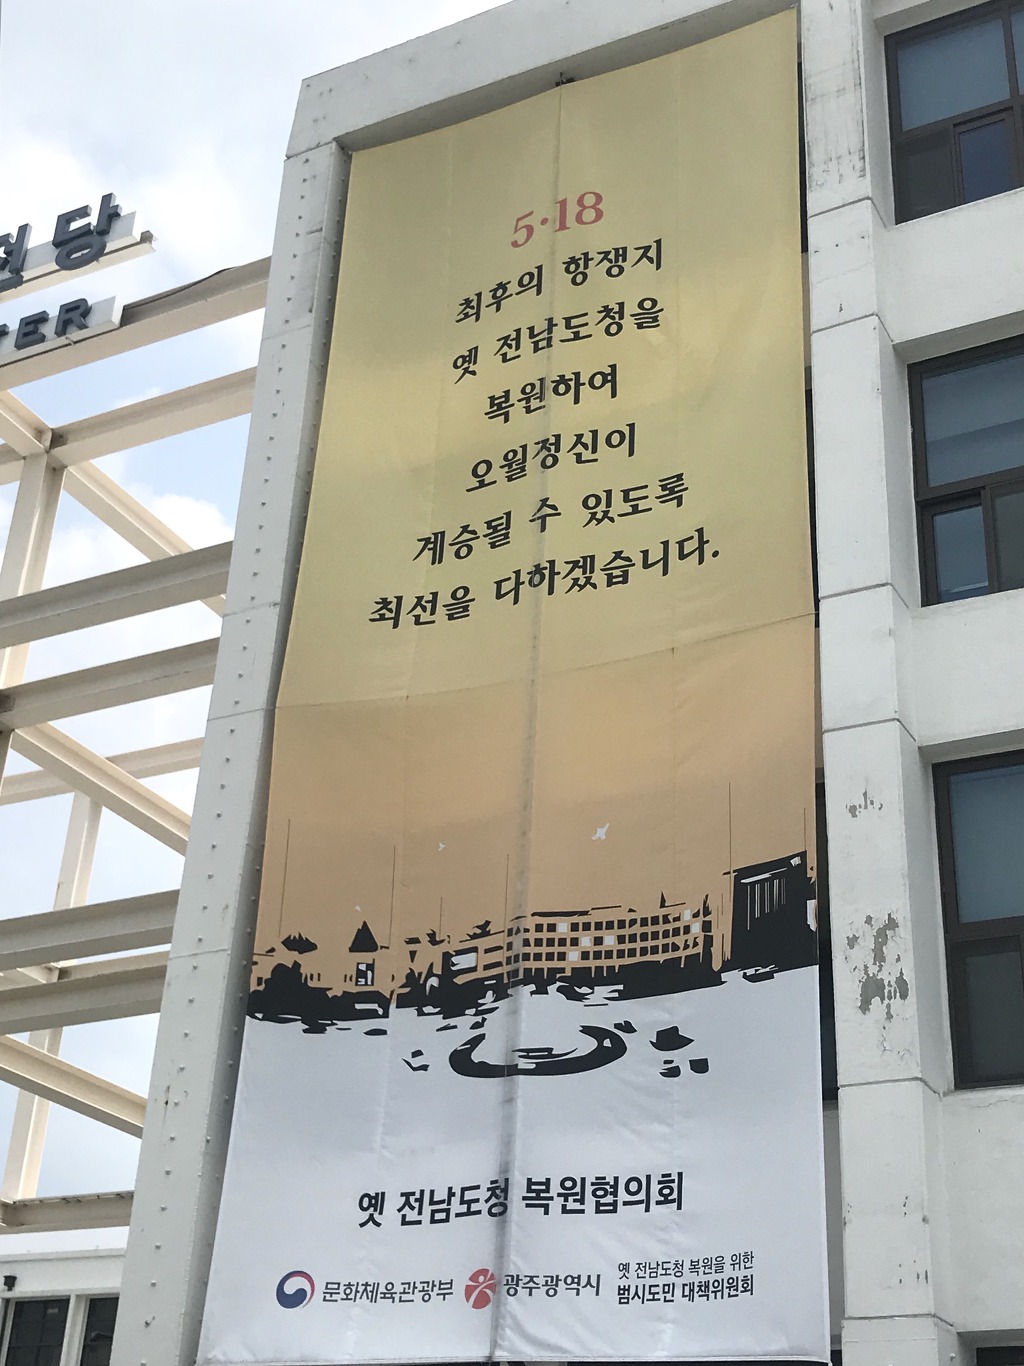 전당
TER
5·18
최후의 항쟁지
옛 전남도청을
복원하여
오월정신이
계승될 수 있도록
최선을 다하겠습니다.
옛 전남도청 복원협의회
문화체육관광부
광주광역시
옛 전남도청 복원을 위한
범시도민 대책위원회